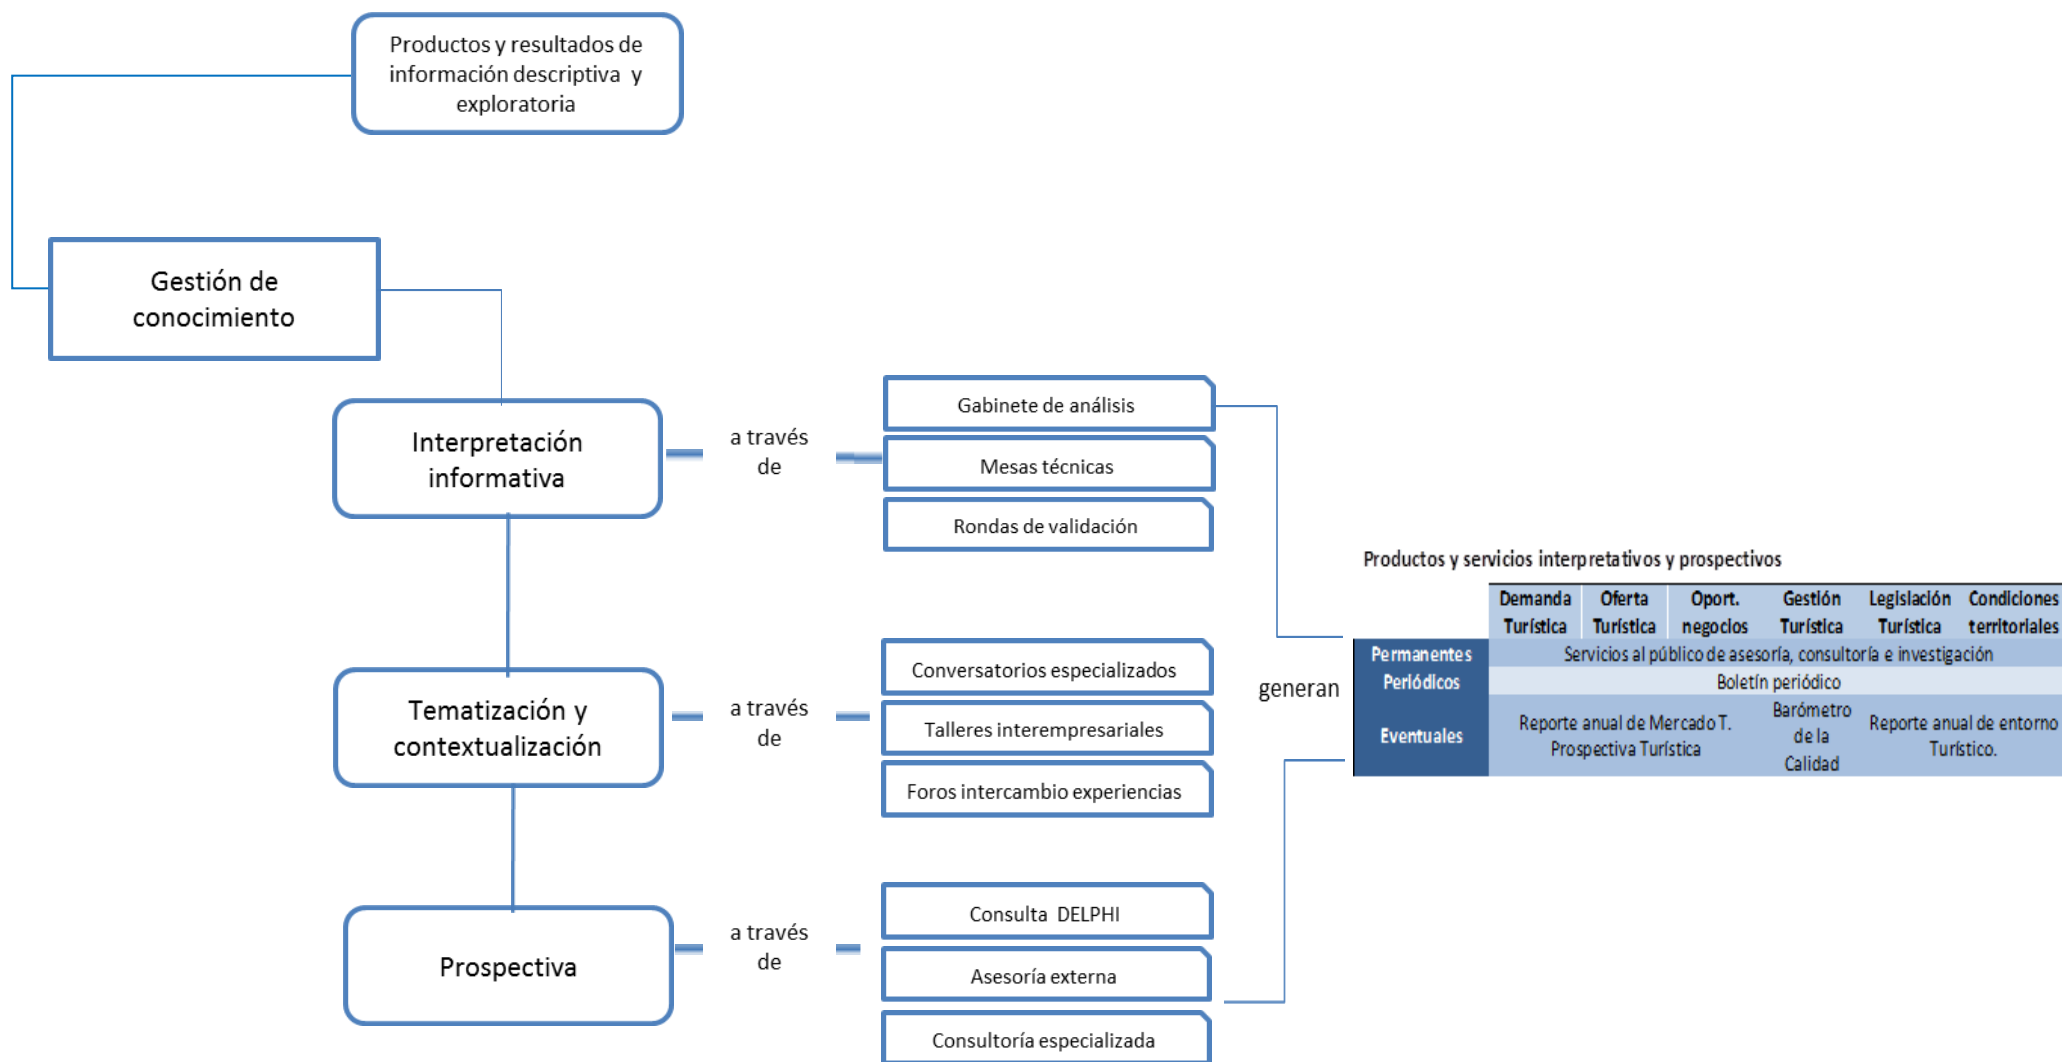 Productos y resultados de
información descriptiva y
exploratoria
Gestión de
conocimiento
Interpretación
informativa
a través
de
Gabinete de análisis
Mesas técnicas
Rondas de validación
Tematización y
contextualización
a través
de
Conversatorios especializados
Talleres interempresariales
Foros intercambio experiencias
Prospectiva
a través
de
Consulta DELPHI
Asesoría externa
Consultoría especializada
generan
Productos y servicios interpretativos y prospectivos
Demanda Turística
Oferta Turística
Oport. negocios
Gestión Turística
Legislación Turística
Condiciones territoriales
Permanentes
Servicios al público de asesoría, consultoría e investigación
Periódicos
Boletín periódico
Eventuales
Reporte anual de Mercado T.
Prospectiva Turística
Barómetro
de la
Calidad
Reporte anual de entorno
Turístico.